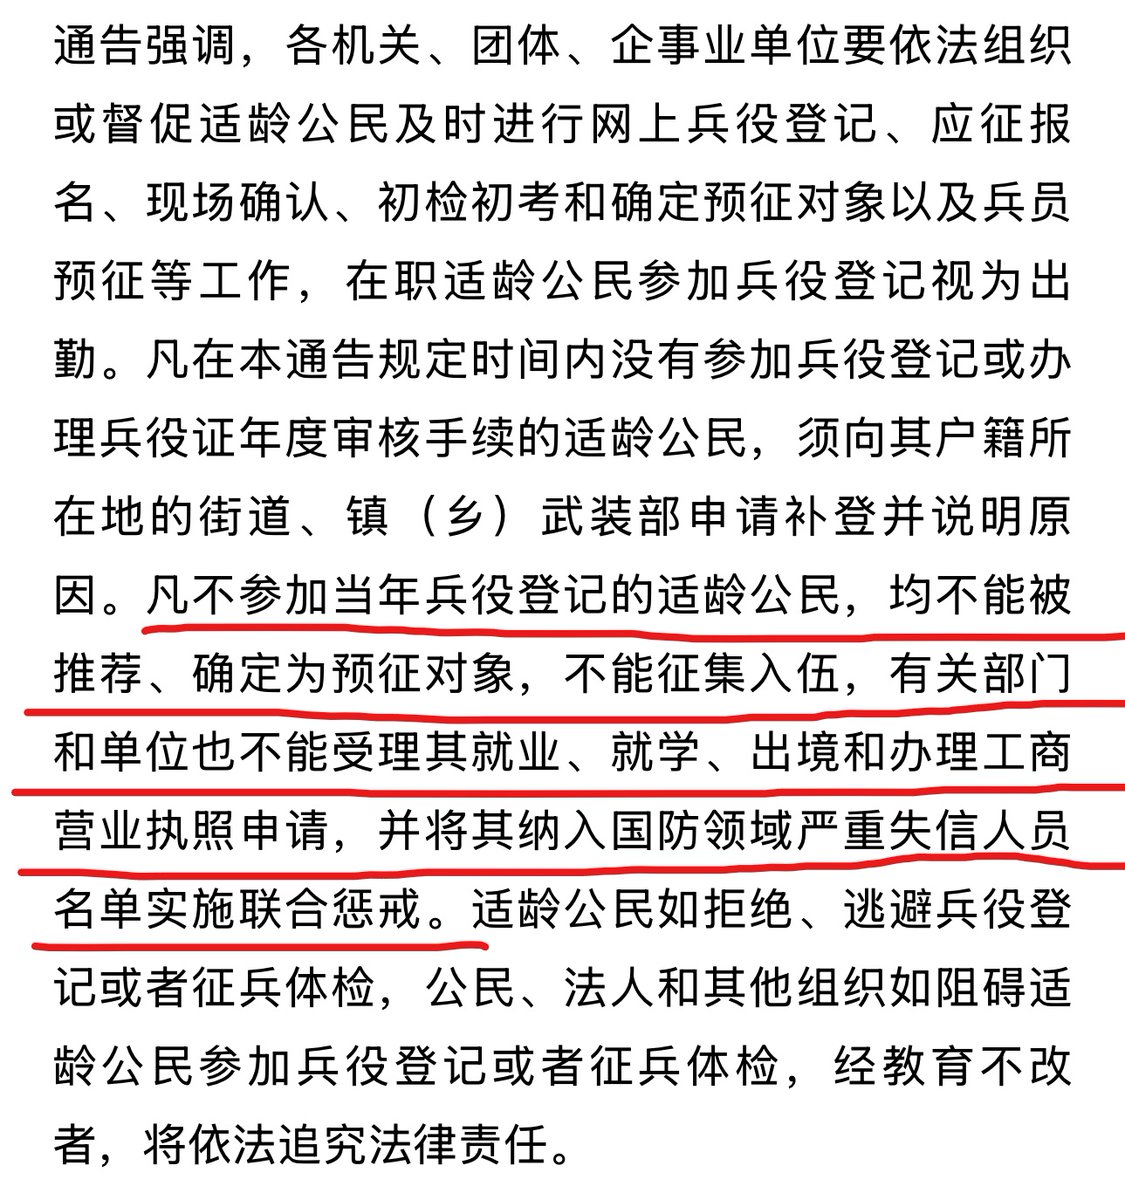 通告强调，各机关、团体、企事业单位要依法组织
或督促适龄公民及时进行网上兵役登记、应征报
名、现场确认、初检初考和确定预征对象以及兵员
预征等工作，在职适龄公民参加兵役登记视为出
勤。凡在本通告规定时间内没有参加兵役登记或办
理兵役证年度审核手续的适龄公民，须向其户籍所
在地的街道、镇（乡）武装部申请补登并说明原
因。凡不参加当年兵役登记的适龄公民，均不能被
推荐、确定为预征对象，不能征集入伍，有关部门
和单位也不能受理其就业、就学、出境和办理工商
营业执照申请，并将其纳入国防领域严重失信人员
名单实施联合惩戒。适龄公民如拒绝、逃避兵役登
记或者征兵体检，公民、法人和其他组织如阻碍适
龄公民参加兵役登记或者征兵体检，经教育不改
者，将依法追究法律责任。